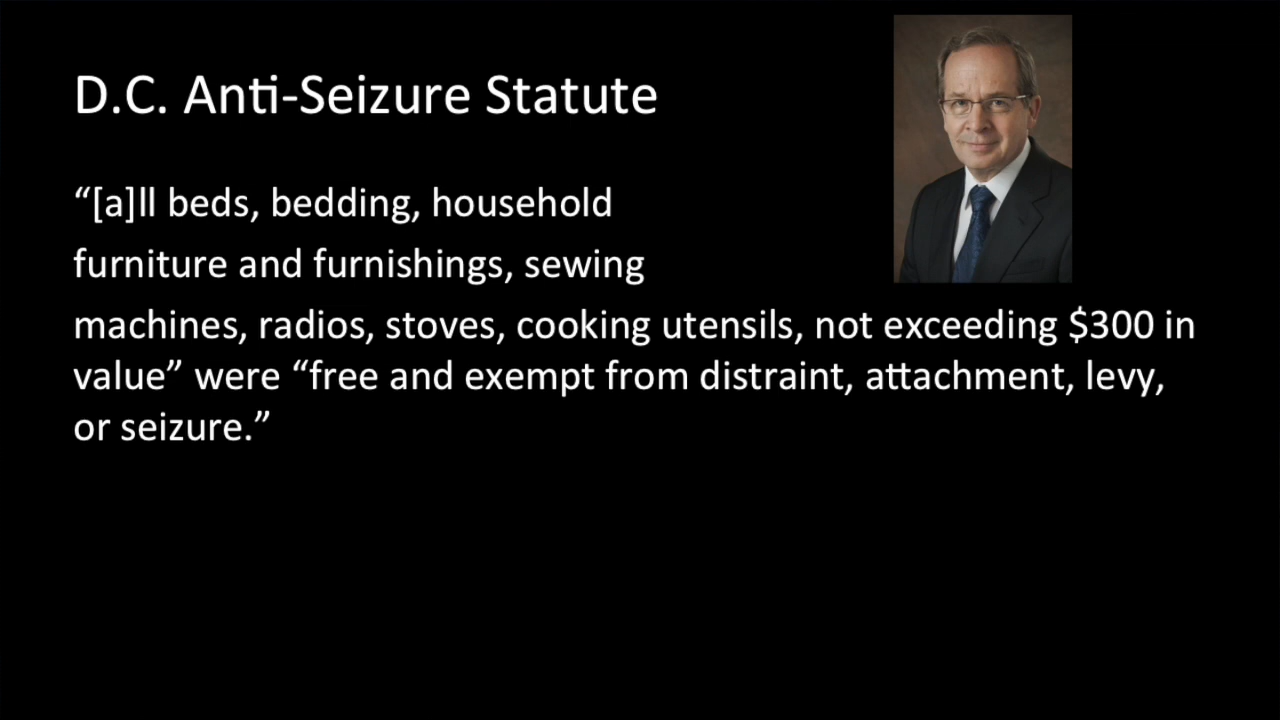 D.C. Anti-Seizure Statute
“[a]ll beds, bedding, household
furniture and furnishings, sewing
machines, radios, stoves, cooking utensils, not exceeding $300 in
value” were “free and exempt from distraint, attachment, levy,
or seizure.”